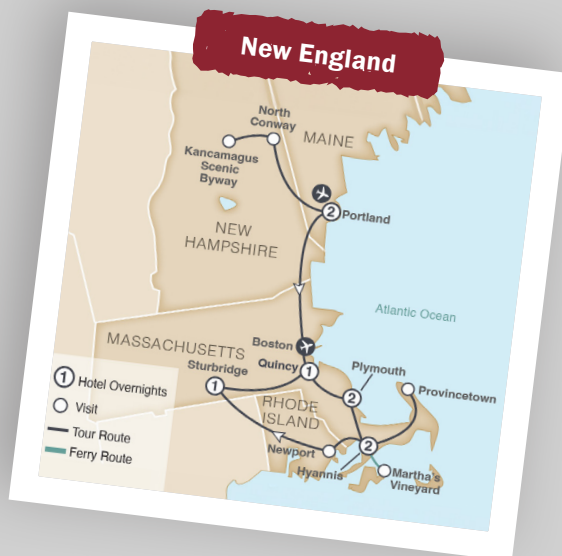 New England
North
Conway
MAINE
Kancamagus
Scenic
Byway
2
Portland
NEW
HAMPSHIRE
Atlantic Ocean
MASSACHUSETTS
Boston
Quincy
1
Sturbridge
1
Plymouth
2
Provincetown
RHODE
ISLAND
Newport
2
Hyannis
Martha's
Vineyard
1 Hotel Overnights
Visit
Tour Route
Ferry Route